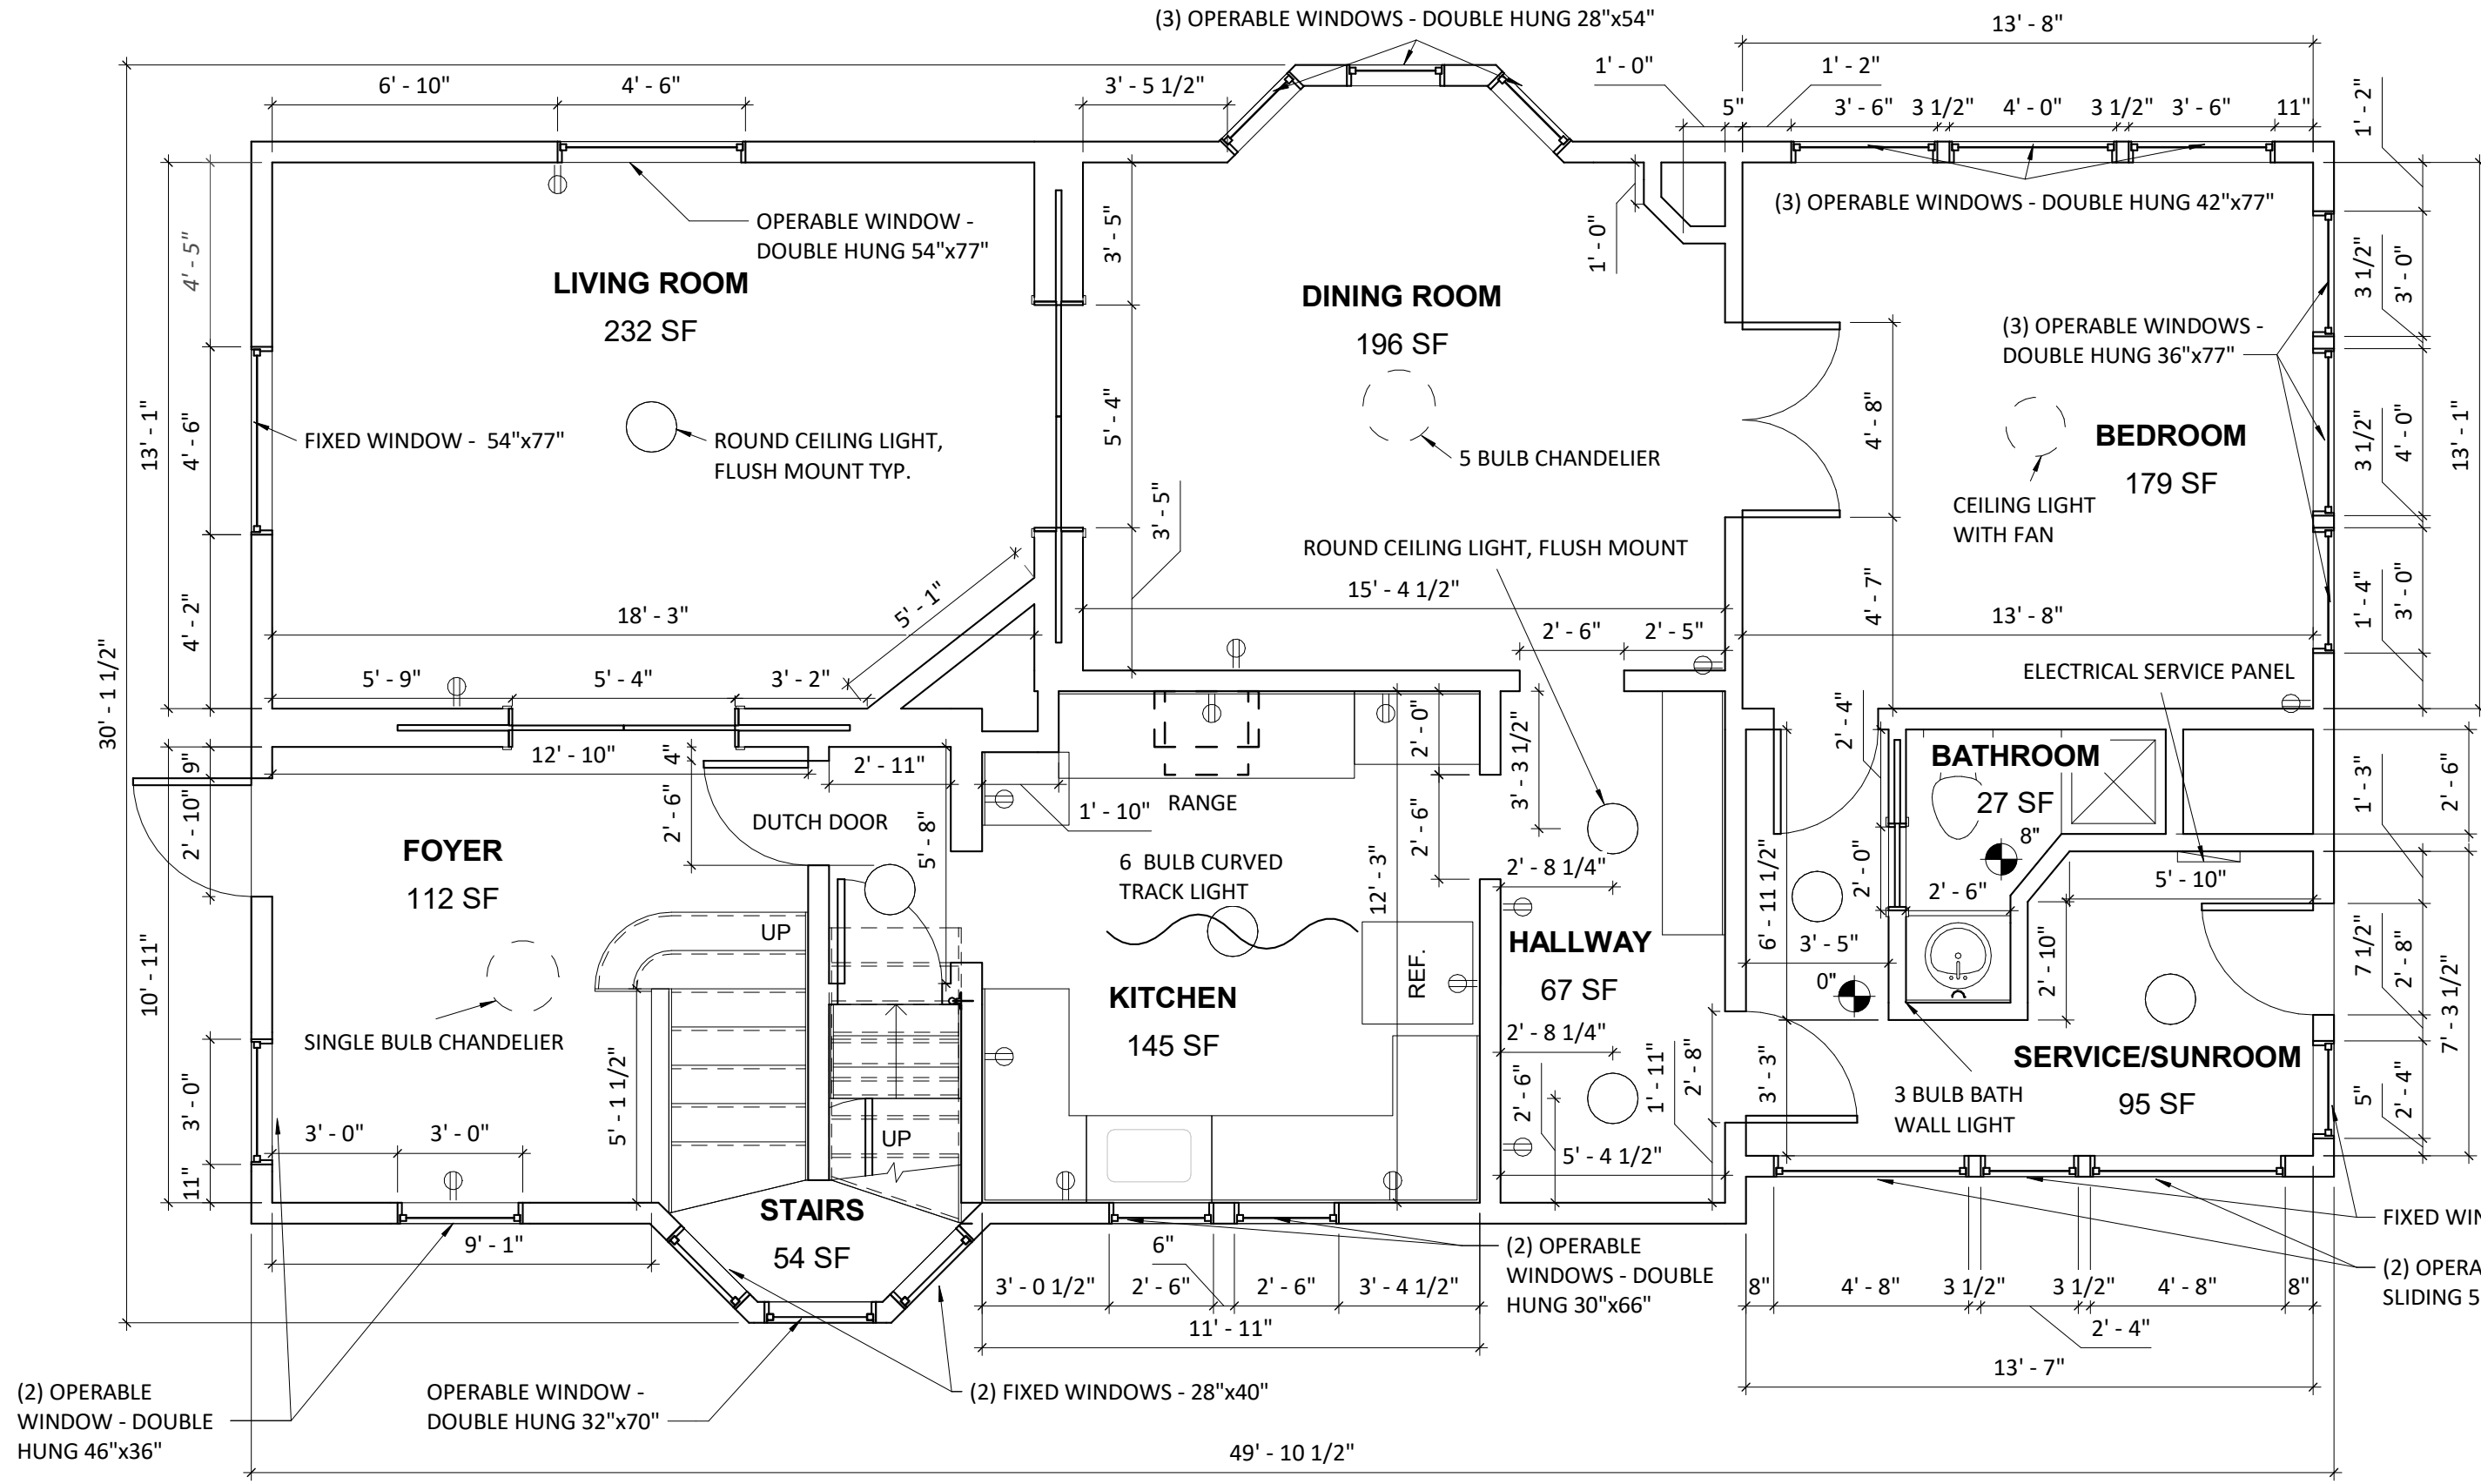 (3) OPERABLE WINDOWS - DOUBLE HUNG 28"x54"
13' - 8"
6' - 10"
4' - 6"
3' - 5 1/2"
1' - 0"
1' - 2"
5"
3' - 6"
3 1/2"
4' - 0"
3 1/2"
3' - 6"
11"
1' - 2"
(3) OPERABLE WINDOWS - DOUBLE HUNG 42"x77"
OPERABLE WINDOW -
DOUBLE HUNG 54"x77"
4' - 5"
3' - 5"
1' - 0"
3 1/2"
3' - 0"
LIVING ROOM
232 SF
DINING ROOM
196 SF
(3) OPERABLE WINDOWS -
DOUBLE HUNG 36"x77"
13' - 1"
4' - 6"
FIXED WINDOW -  54"x77"
ROUND CEILING LIGHT,
FLUSH MOUNT TYP.
5' - 4"
5 BULB CHANDELIER
4' - 8"
BEDROOM
179 SF
3 1/2"
4' - 0"
13' - 1"
CEILING LIGHT
WITH FAN
3' - 5"
ROUND CEILING LIGHT, FLUSH MOUNT
15' - 4 1/2"
30' - 1 1/2"
4' - 2"
18' - 3"
5' - 1"
4' - 7"
13' - 8"
1' - 4"
3' - 0"
2' - 6"
2' - 5"
5' - 9"
5' - 4"
3' - 2"
ELECTRICAL SERVICE PANEL
9"
12' - 10"
4"
2' - 11"
2' - 0"
3' - 3 1/2"
2' - 4"
BATHROOM
27 SF
8"
1' - 3"
2' - 6"
2' - 10"
2' - 6"
DUTCH DOOR
5' - 8"
1' - 10"
RANGE
2' - 6"
FOYER
112 SF
6  BULB CURVED
TRACK LIGHT
12' - 3"
2' - 8 1/4"
2' - 0"
2' - 6"
5' - 10"
UP
10' - 11"
HALLWAY
67 SF
6' - 11 1/2"
3' - 5"
0"
2' - 10"
7 1/2"
2' - 8"
7' - 3 1/2"
REF.
KITCHEN
145 SF
SINGLE BULB CHANDELIER
2' - 8 1/4"
SERVICE/SUNROOM
95 SF
3' - 0"
5' - 1 1/2"
2' - 6"
1' - 11"
2' - 8"
3' - 3"
3 BULB BATH
WALL LIGHT
5"
2' - 4"
3' - 0"
3' - 0"
UP
5' - 4 1/2"
11"
STAIRS
54 SF
9' - 1"
6"
(2) OPERABLE
WINDOWS - DOUBLE
HUNG 30"x66"
FIXED WIN
3' - 0 1/2"
2' - 6"
2' - 6"
3' - 4 1/2"
8"
4' - 8"
3 1/2"
3 1/2"
4' - 8"
8"
(2) OPERA
SLIDING 5
11' - 11"
2' - 4"
13' - 7"
(2) OPERABLE
WINDOW - DOUBLE
HUNG 46"x36"
OPERABLE WINDOW -
DOUBLE HUNG 32"x70"
(2) FIXED WINDOWS - 28"x40"
49' - 10 1/2"